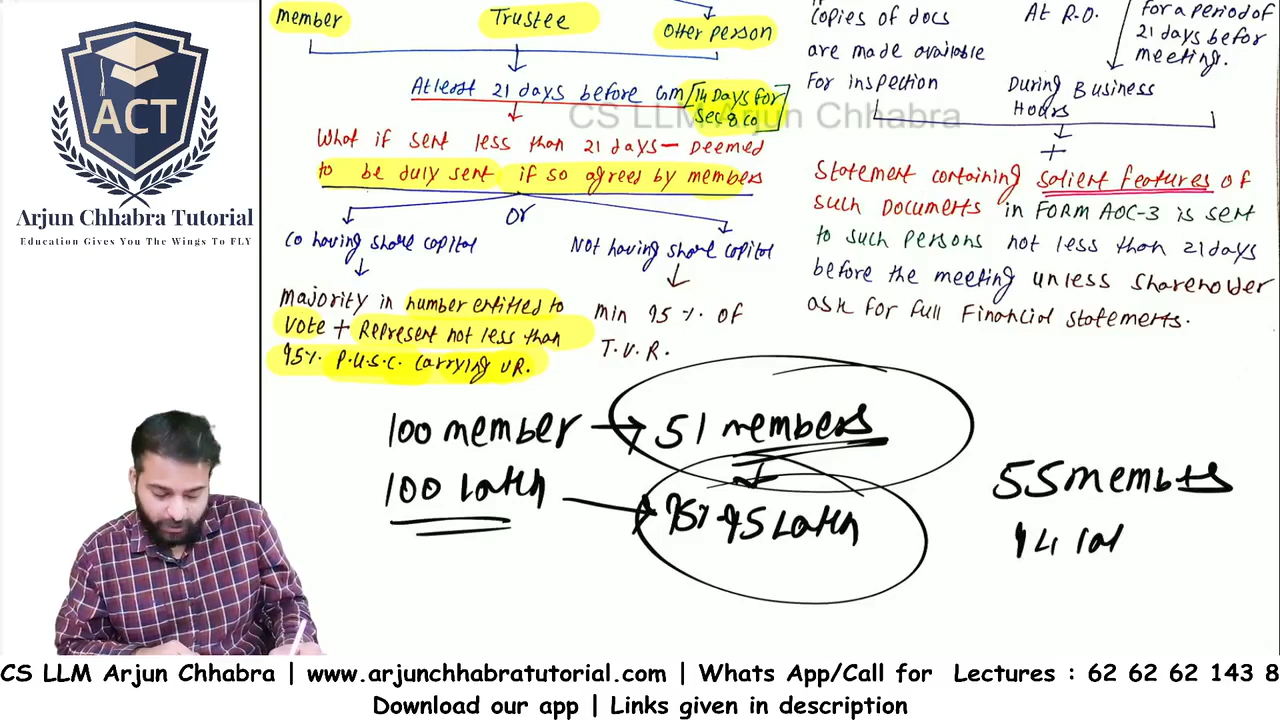 member
Trustee
other person
At least 21 days before GM
14 Days for
Sec 8 co
What if sent less than 21 days - Deemed
to be duly sent if so agreed by members
or
Co having share capital
Not having share capital
majority in number entitled to
vote + Represent not less than
95% P.U.S.C. carrying V.R.
min 95% of
T.V.R.
copies of docs
are made available
For inspection
At R.O.
During Business
Hours
For a period of
21 days befor
meeting.
+
Statement containing salient features of
such Documents in FORM AOC-3 is sent
to such persons not less than 21 days
before the meeting unless shareholder
ask for full Financial statements.
100 member → 51 members
100 Lakh → 95% 95 Lakh
55 members
ACT
Arjun Chhabra Tutorial
Education Gives You The Wings To FLY
CS LLM Arjun Chhabra
CS LLM Arjun Chhabra | www.arjunchhabratutorial.com | Whats App/Call for Lectures : 62 62 62 143 8
Download our app | Links given in description